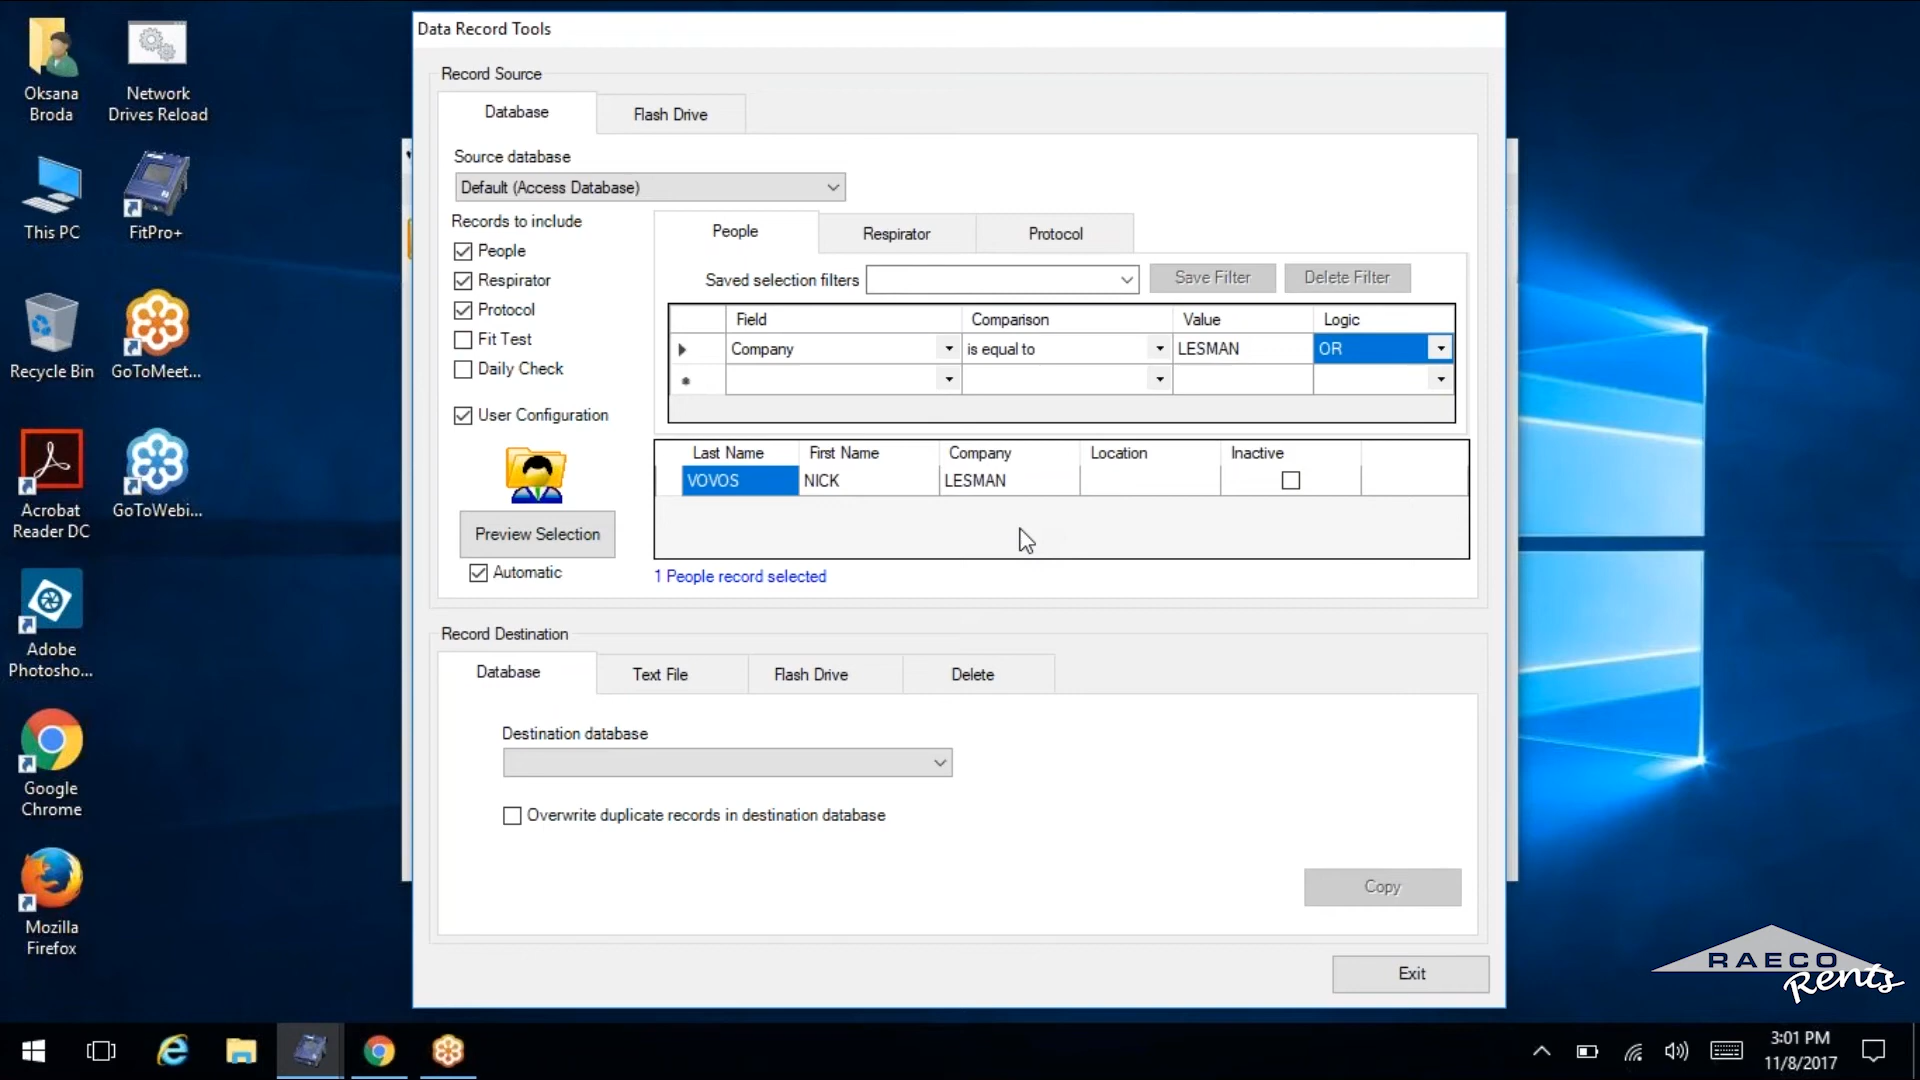 Data Record Tools
Record Source
Database
Flash Drive
Source database
Default (Access Database)
Records to include
People
Respirator
Protocol
Fit Test
Daily Check
User Configuration
Preview Selection
Automatic
People
Respirator
Protocol
Saved selection filters
Save Filter
Delete Filter
Field
Comparison
Value
Logic
Company
is equal to
LESMAN
OR
Last Name
First Name
Company
Location
Inactive
VOVOS
NICK
LESMAN
1 People record selected
Record Destination
Database
Text File
Flash Drive
Delete
Destination database
Overwrite duplicate records in destination database
Copy
Exit
Oksana
Broda
Network
Drives Reload
This PC
FitPro+
Recycle Bin
GoToMeet...
Acrobat
Reader DC
GoToWebi...
Adobe
Photosho...
Google
Chrome
Mozilla
Firefox
RAECO
Rents
3:01 PM
11/8/2017